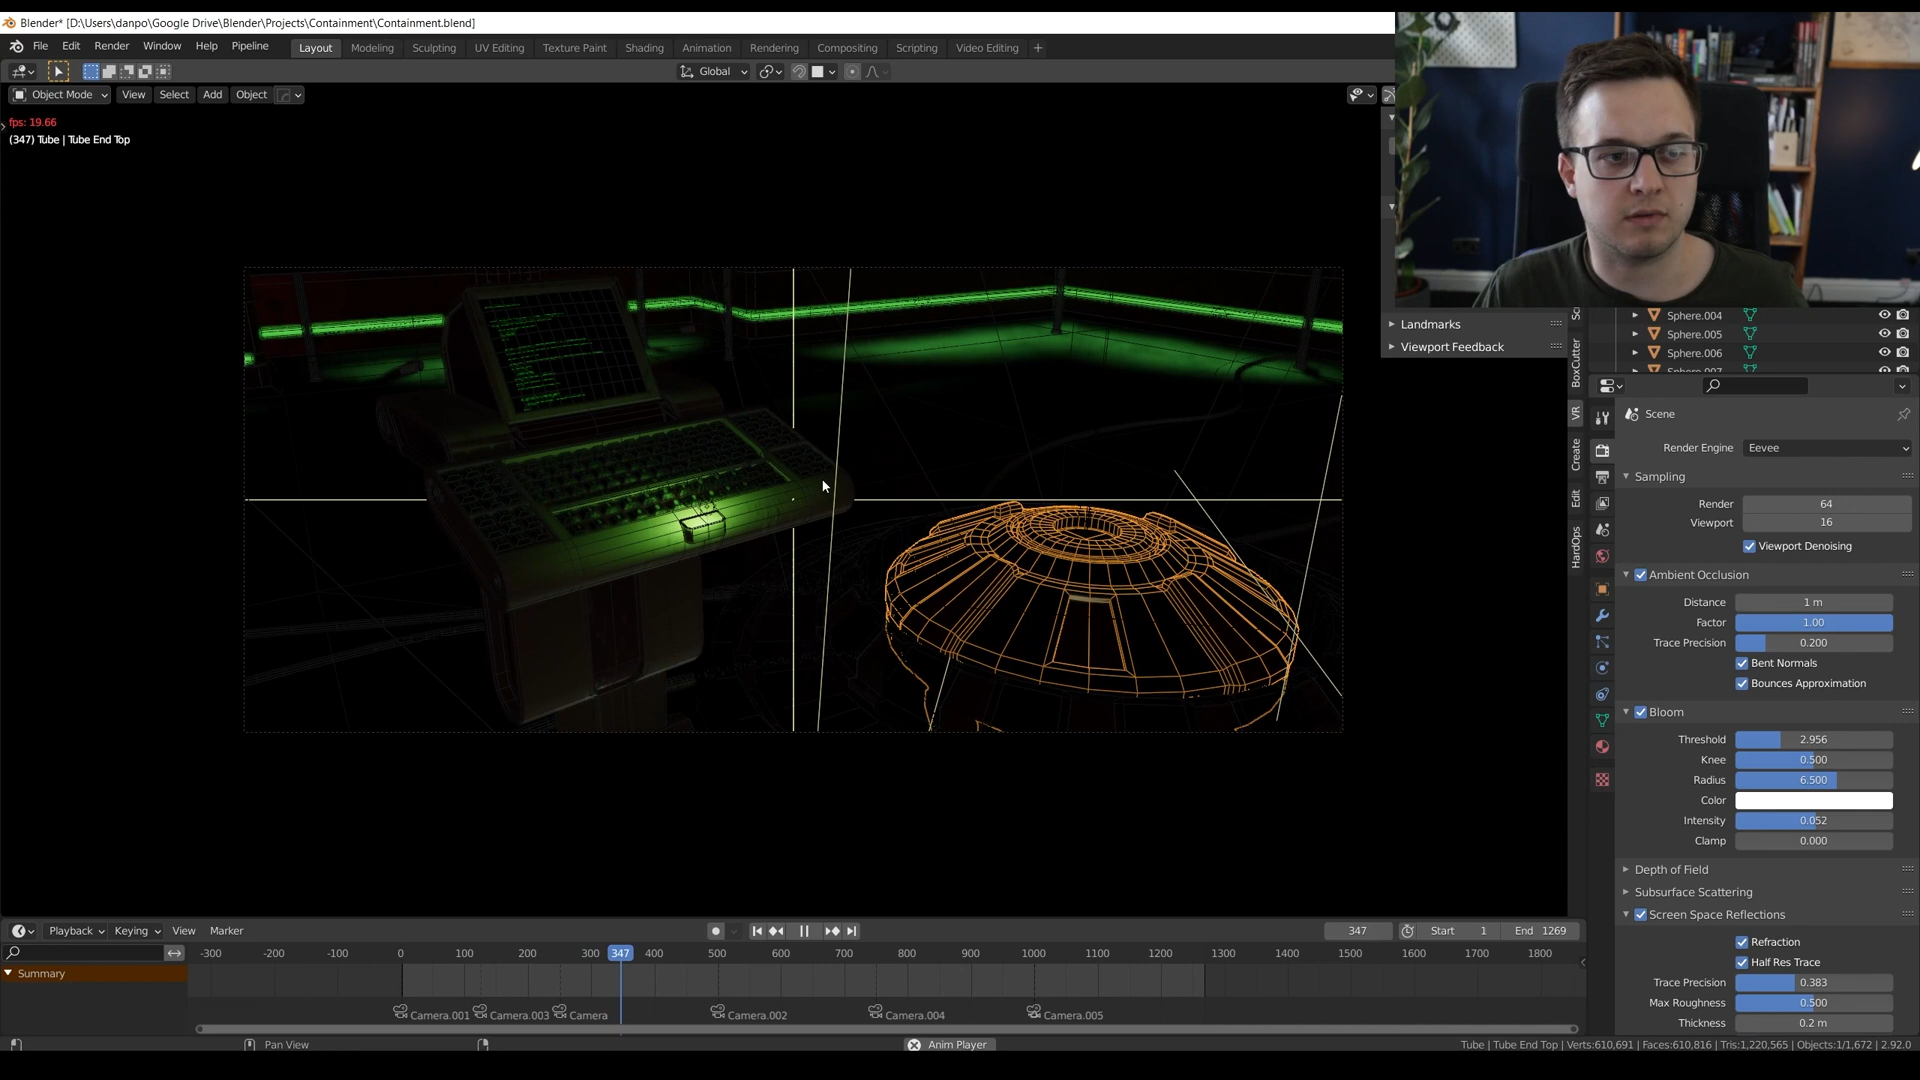 Blender* [D:\Users\danpo\Google Drive\Blender\Projects\Containment\Containment.blend]
File Edit Render Window Help Pipeline
Layout Modeling Sculpting UV Editing Texture Paint Shading Animation Rendering Compositing Scripting Video Editing +
Global
Object Mode View Select Add Object
fps: 19.66
(347) Tube | Tube End Top
Landmarks
Viewport Feedback
BoxCutter
VR
Create
Edit
HardOps
Sphere.004
Sphere.005
Sphere.006
Scene
Render Engine Eevee
Sampling
Render 64
Viewport 16
Viewport Denoising
Ambient Occlusion
Distance 1 m
Factor 1.00
Trace Precision 0.200
Bent Normals
Bounces Approximation
Bloom
Threshold 2.956
Knee 0.500
Radius 6.500
Color
Intensity 0.052
Clamp 0.000
Depth of Field
Subsurface Scattering
Screen Space Reflections
Refraction
Half Res Trace
Trace Precision 0.383
Max Roughness 0.500
Thickness 0.2 m
Playback Keying View Marker
347 Start 1 End 1269
-300 -200 -100 0 100 200 300 347 400 500 600 700 800 900 1000 1100 1200 1300 1400 1500 1600 1700 1800
Summary
Camera.001 Camera.003 Camera Camera.002 Camera.004 Camera.005
Pan View
Anim Player
Tube | Tube End Top | Verts:610,691 | Faces:610,816 | Tris:1,220,565 | Objects:1/1,672 | 2.92.0